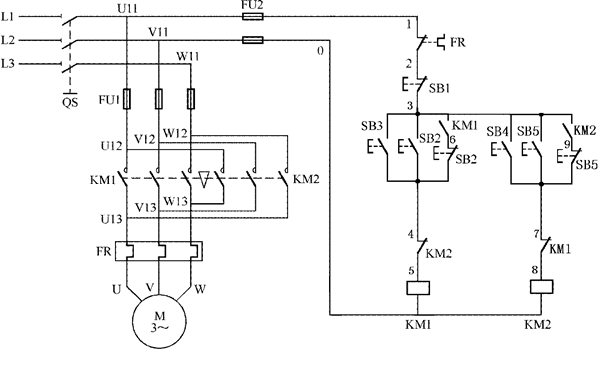 L1 U11 FU2 1
L2 V11 0 FR
L3 W11 2
QS SB1
FU1 3
SB3 SB2 KM1 SB4 SB5 KM2
6 9
SB2 SB5
U12 V12 W12
KM1 KM2
V13 W13
U13
4 7
KM2 KM1
FR 5 8
U V W
M KM1 KM2
3~